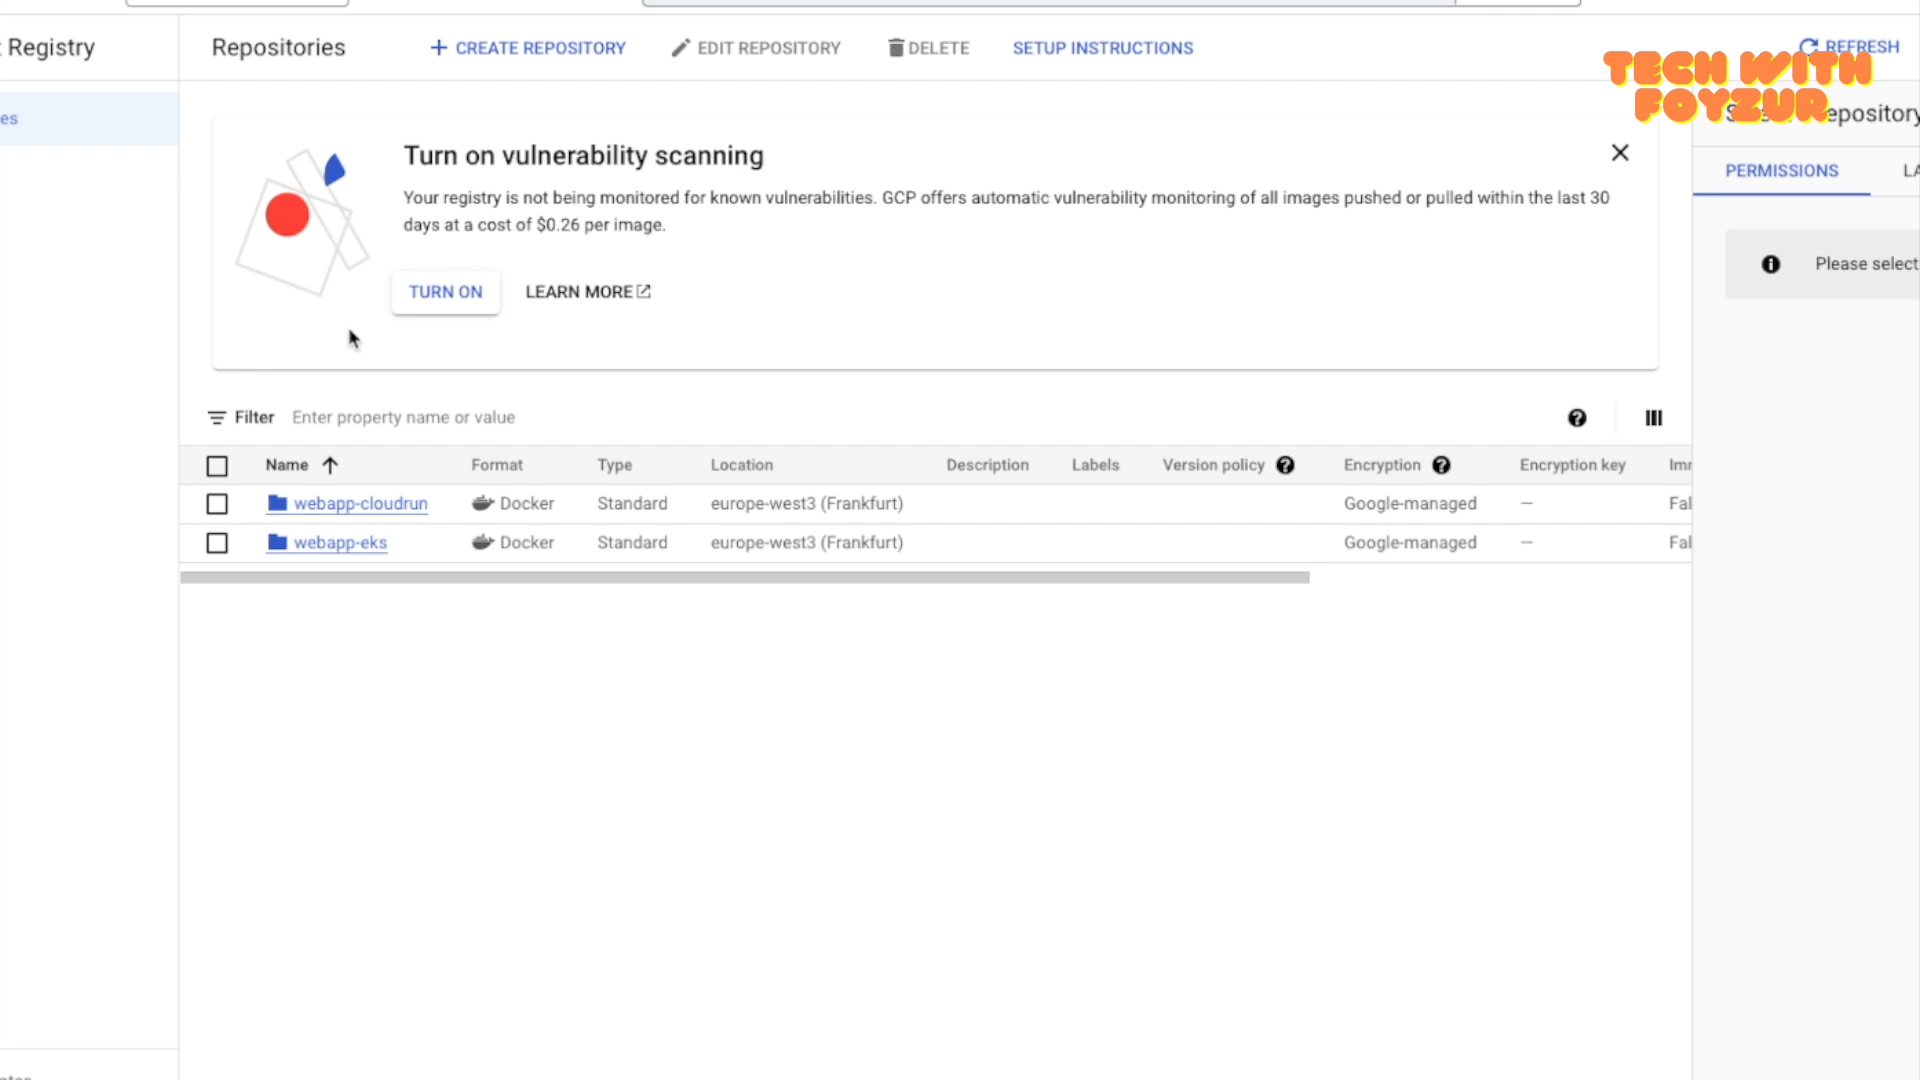 Registry
Repositories
CREATE REPOSITORY
EDIT REPOSITORY
DELETE
SETUP INSTRUCTIONS
REFRESH
TECH WITH
FOYZUR
epository
es
Turn on vulnerability scanning
Your registry is not being monitored for known vulnerabilities. GCP offers automatic vulnerability monitoring of all images pushed or pulled within the last 30
days at a cost of $0.26 per image.
TURN ON
LEARN MORE
PERMISSIONS
LA
Please select
Filter Enter property name or value
Name Format Type Location Description Labels Version policy Encryption Encryption key Imm
webapp-cloudrun Docker Standard europe-west3 (Frankfurt) Google-managed — Fal
webapp-eks Docker Standard europe-west3 (Frankfurt) Google-managed — Fal